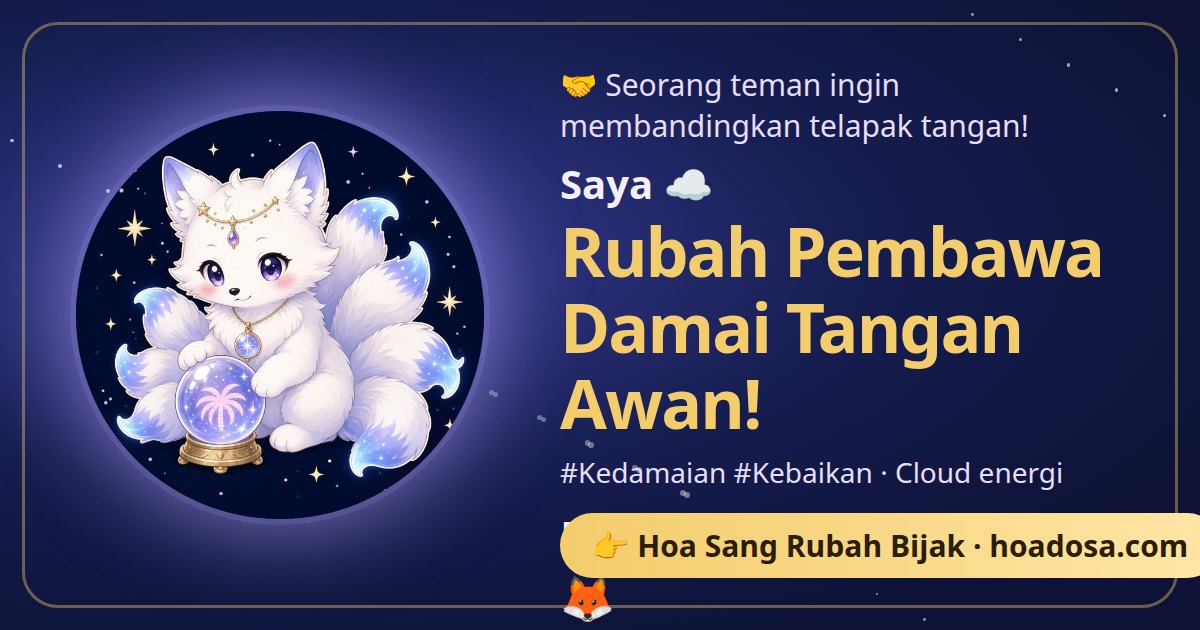 🤝 Seorang teman ingin
membandingkan telapak tangan!
Saya ☁️
Rubah Pembawa
Damai Tangan
Awan!
#Kedamaian #Kebaikan · Cloud energi
👉 Hoa Sang Rubah Bijak · hoadosa.com
🦊